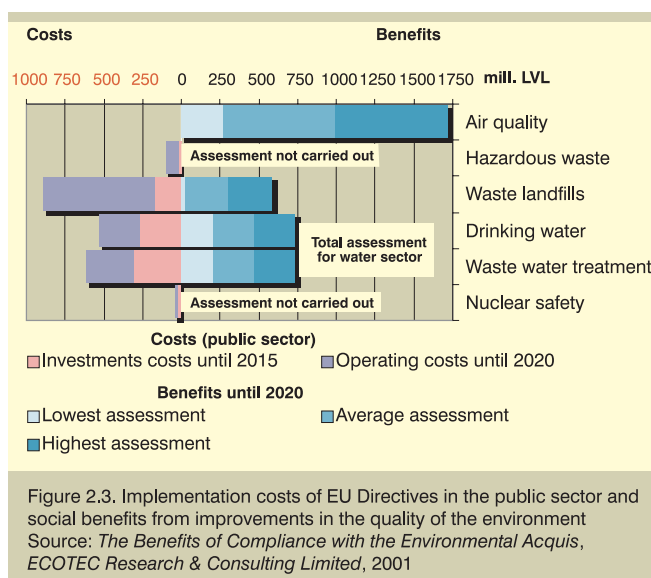 Costs Benefits
1000 750 500 250 0 250 500 750 1000 1500 1750 mill. LVL
Air quality
Assessment not carried out Hazardous waste
Waste landfills
Drinking water
Total assessment
for water sector
Waste water treatment
Assessment not carried out Nuclear safety
Costs (public sector)
Investments costs until 2015 Operating costs until 2020
Benefits until 2020
Lowest assessment Average assessment
Highest assessment
Figure 2.3. Implementation costs of EU Directives in the public sector and
social benefits from improvements in the quality of the environment
Source: The Benefits of Compliance with the Environmental Acquis,
ECOTEC Research & Consulting Limited, 2001